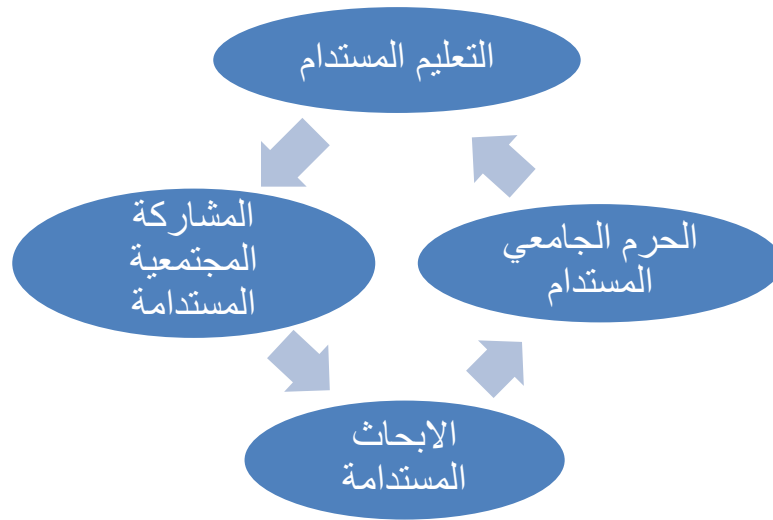 التعليم المستدام
الحرم الجامعي
المستدام
المشاركة
المجتمعية
المستدامة
الابحاث
المستدامة